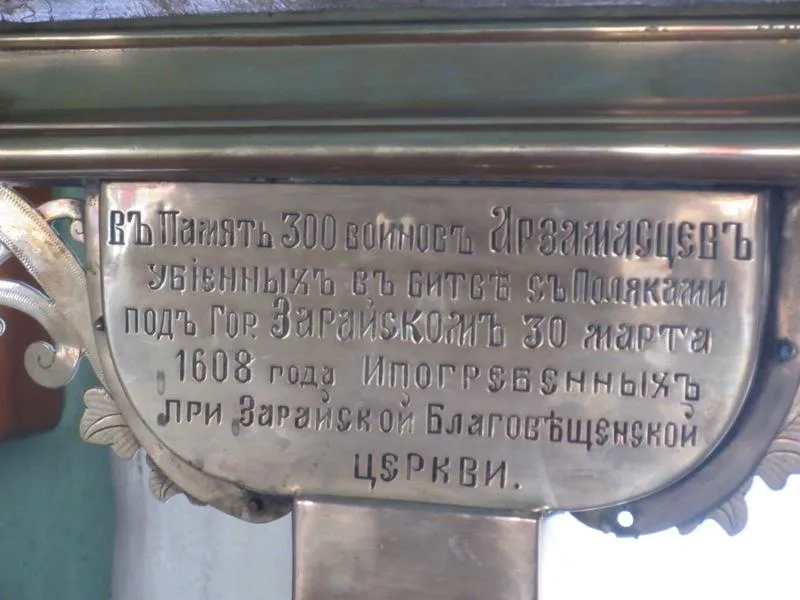 въ Память 300 воиновъ Арзамасцевъ
убіенныхъ въ битвѣ съ Поляками
подъ Гор. Зарайскомъ 30 марта
1608 года Ипогребенныхъ
при Зарайской Благовѣщенской
церкви.